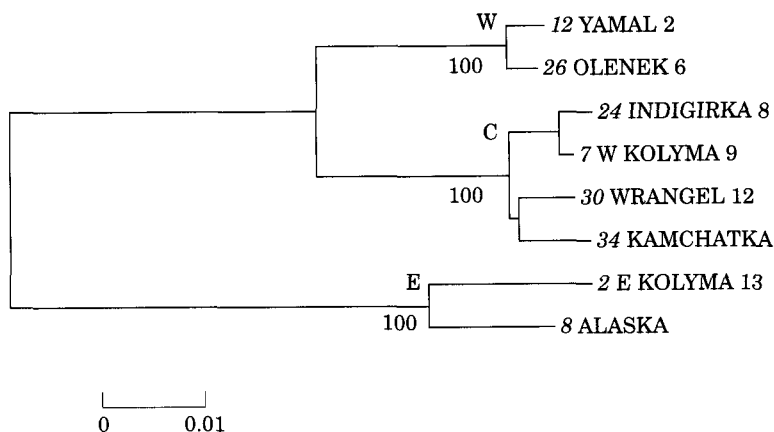 W
12 YAMAL 2
100
26 OLENEK 6
24 INDIGIRKA 8
C
7 W KOLYMA 9
100
30 WRANGEL 12
34 KAMCHATKA
E
2 E KOLYMA 13
100
8 ALASKA
0 0.01